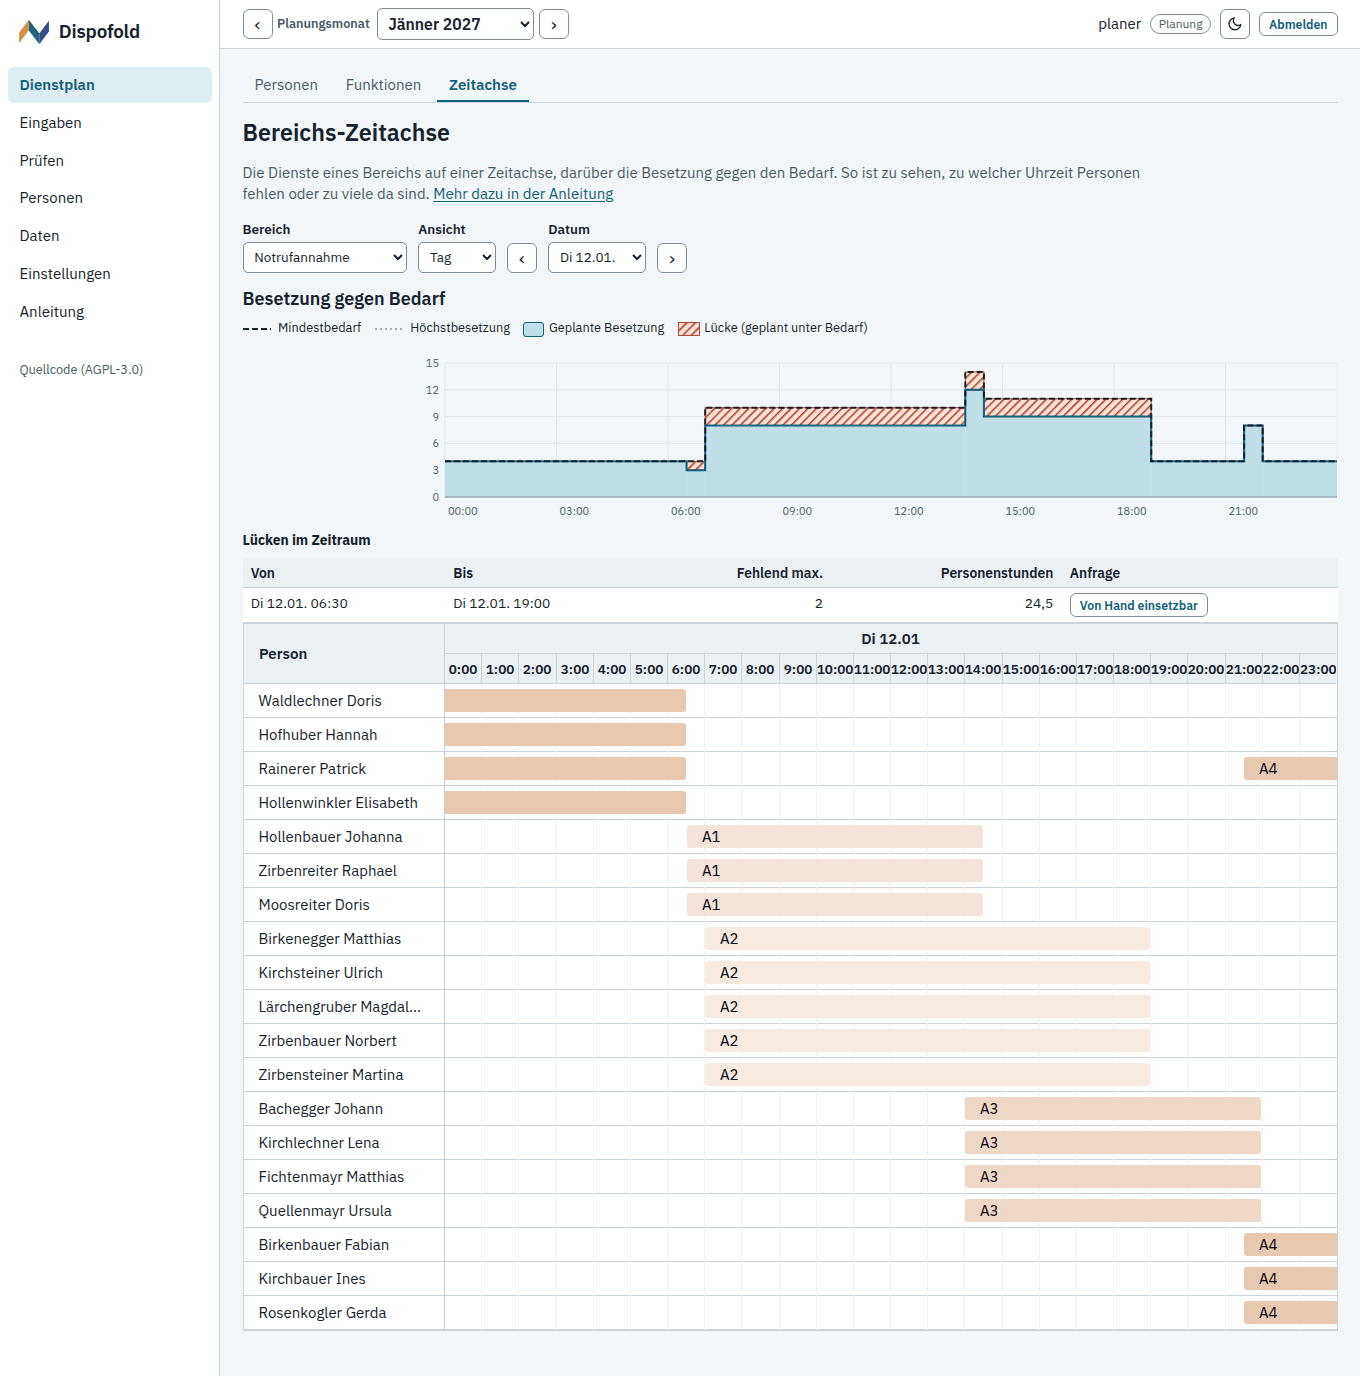 Dispofold
Dienstplan
Eingaben
Prüfen
Personen
Daten
Einstellungen
Anleitung
Quellcode (AGPL-3.0)
‹ Planungsmonat Jänner 2027 ›
planer Planung Abmelden
Personen Funktionen Zeitachse
Bereichs-Zeitachse
Die Dienste eines Bereichs auf einer Zeitachse, darüber die Besetzung gegen den Bedarf. So ist zu sehen, zu welcher Uhrzeit Personen
fehlen oder zu viele da sind. Mehr dazu in der Anleitung
Bereich Ansicht Datum
Notrufannahme Tag ‹ Di 12.01. ›
Besetzung gegen Bedarf
Mindestbedarf Höchstbesetzung Geplante Besetzung Lücke (geplant unter Bedarf)
15
12
9
6
3
0
00:00 03:00 06:00 09:00 12:00 15:00 18:00 21:00
Lücken im Zeitraum
Von Bis Fehlend max. Personenstunden Anfrage
Di 12.01. 06:30 Di 12.01. 19:00 2 24,5 Von Hand einsetzbar
Person Di 12.01
0:00 1:00 2:00 3:00 4:00 5:00 6:00 7:00 8:00 9:00 10:00 11:00 12:00 13:00 14:00 15:00 16:00 17:00 18:00 19:00 20:00 21:00 22:00 23:00
Waldlechner Doris
Hofhuber Hannah
Rainerer Patrick A4
Hollenwinkler Elisabeth
Hollenbauer Johanna A1
Zirbenreiter Raphael A1
Moosreiter Doris A1
Birkenegger Matthias A2
Kirchsteiner Ulrich A2
Lärchengruber Magdal... A2
Zirbenbauer Norbert A2
Zirbensteiner Martina A2
Bachegger Johann A3
Kirchlechner Lena A3
Fichtenmayr Matthias A3
Quellenmayr Ursula A3
Birkenbauer Fabian A4
Kirchbauer Ines A4
Rosenkogler Gerda A4